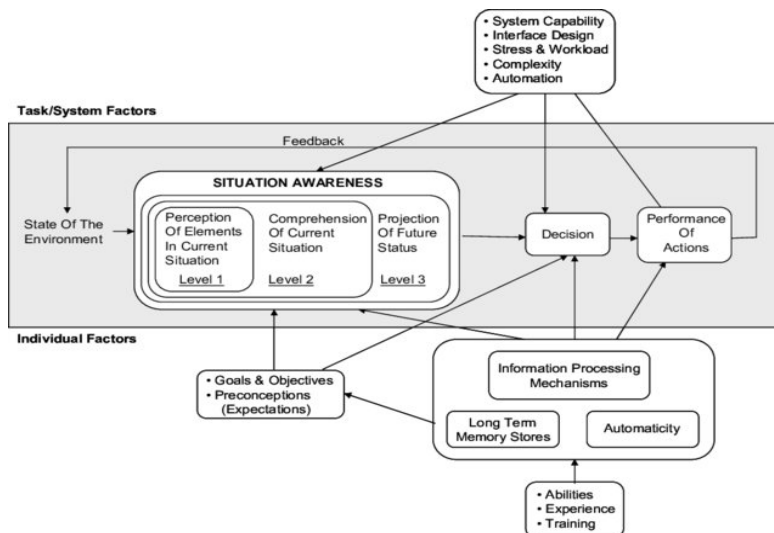 • System Capability
• Interface Design
• Stress & Workload
• Complexity
• Automation
Task/System Factors
Feedback
SITUATION AWARENESS
State Of The
Environment
Perception
Of Elements
In Current
Situation
Level 1
Comprehension
Of Current
Situation
Level 2
Projection
Of Future
Status
Level 3
Decision
Performance
Of
Actions
Individual Factors
• Goals & Objectives
• Preconceptions
(Expectations)
Information Processing
Mechanisms
Long Term
Memory Stores
Automaticity
• Abilities
• Experience
• Training